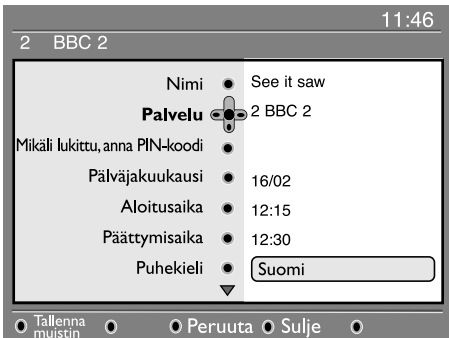 11:46
2 BBC 2
Nimi See it saw
Palvelu 2 BBC 2
Mikäli lukittu, anna PIN-koodi
Pälväjakuukausi 16/02
Aloitusaika 12:15
Päättymisaika 12:30
Puhekieli Suomi
Tallenna muistin Peruuta Sulje